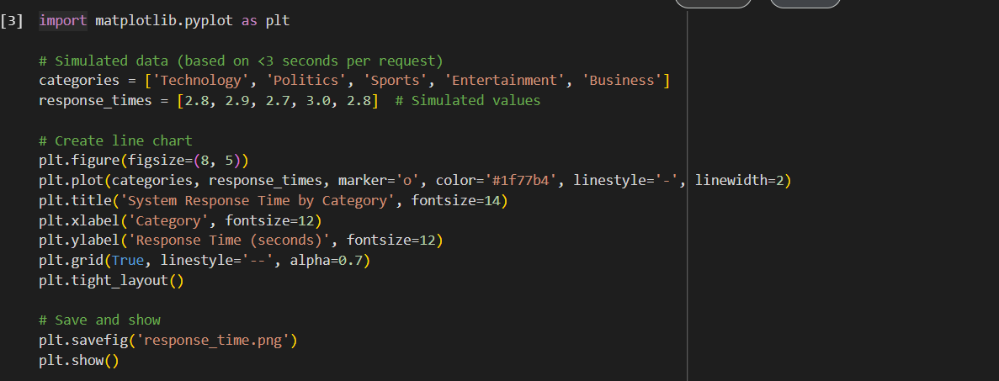 [3] import matplotlib.pyplot as plt
# Simulated data (based on <3 seconds per request)
categories = ['Technology', 'Politics', 'Sports', 'Entertainment', 'Business']
response_times = [2.8, 2.9, 2.7, 3.0, 2.8]  # Simulated values
# Create line chart
plt.figure(figsize=(8, 5))
plt.plot(categories, response_times, marker='o', color='#1f77b4', linestyle='-', linewidth=2)
plt.title('System Response Time by Category', fontsize=14)
plt.xlabel('Category', fontsize=12)
plt.ylabel('Response Time (seconds)', fontsize=12)
plt.grid(True, linestyle='--', alpha=0.7)
plt.tight_layout()
# Save and show
plt.savefig('response_time.png')
plt.show()